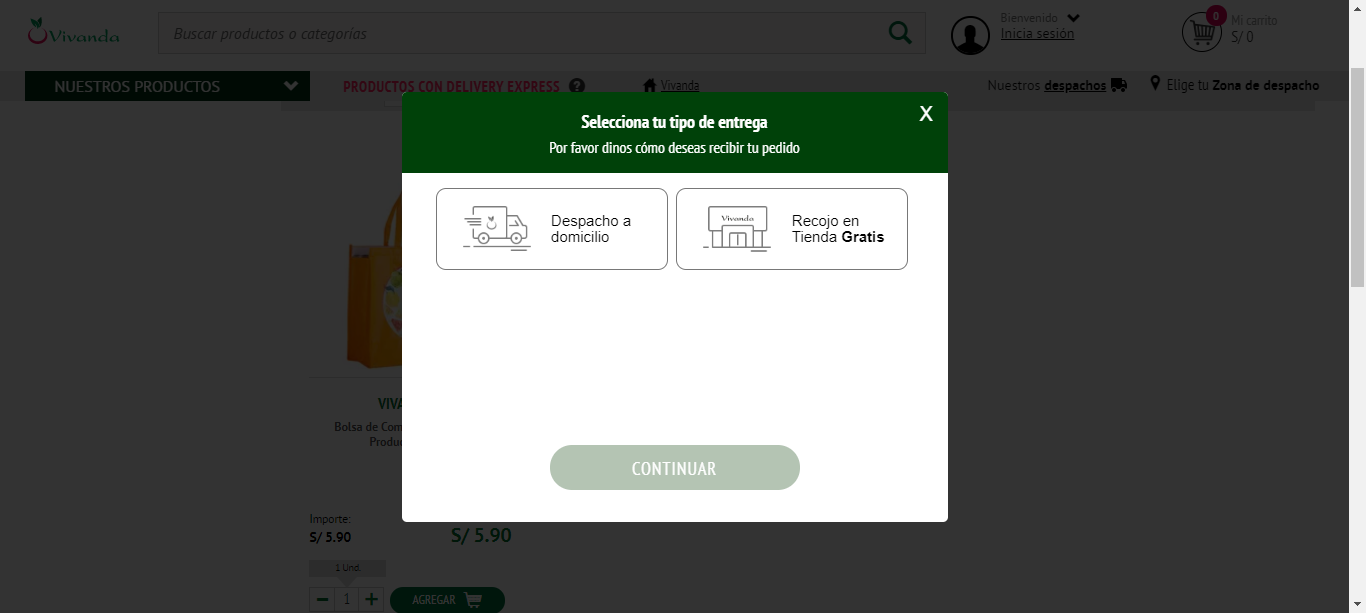 Vivanda
Buscar productos o categorías
Bienvenido
Inicia sesión
0
Mi carrito
S/ 0
NUESTROS PRODUCTOS
PRODUCTOS CON DELIVERY EXPRESS ?
Vivanda
Nuestros despachos
Elige tu Zona de despacho
Selecciona tu tipo de entrega
X
Por favor dinos cómo deseas recibir tu pedido
Despacho a
domicilio
Vivanda
Recojo en
Tienda Gratis
CONTINUAR
VIVA
Bolsa de Com
Produc
Importe:
S/ 5.90
S/ 5.90
1 Und.
1
AGREGAR